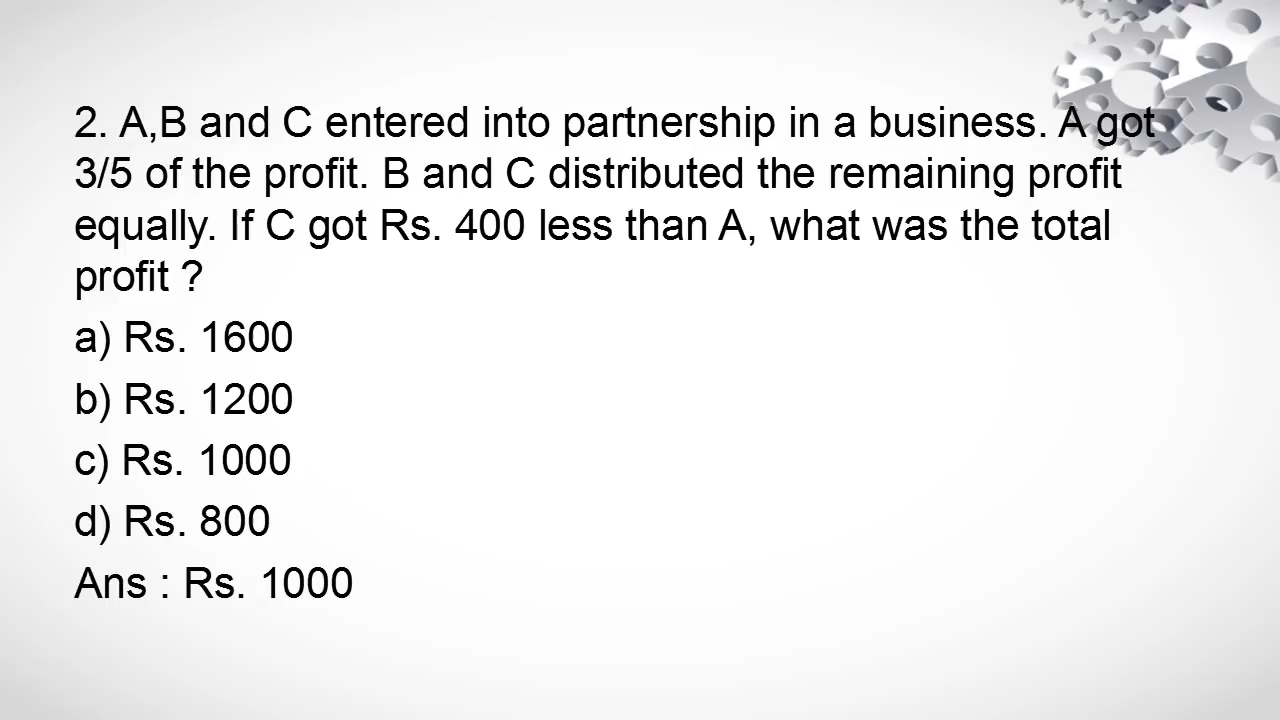 2. A,B and C entered into partnership in a business. A got
3/5 of the profit. B and C distributed the remaining profit
equally. If C got Rs. 400 less than A, what was the total
profit ?
a) Rs. 1600
b) Rs. 1200
c) Rs. 1000
d) Rs. 800
Ans : Rs. 1000